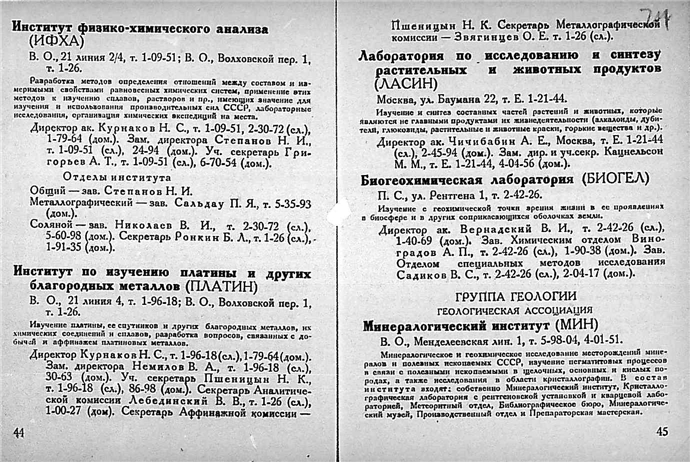 Институт физико-химического анализа
(ИФХА)
В. О., 21 линия 2/4, т. 1-09-51; В. О., Волховской пер. 1,
т. 1-26.
Разработка методов определения отношений между составом и из-
меримыми свойствами равновесных химических систем, применение этих
методов к изучению сплавов, растворов и пр., имеющих значение для
изучения и использования производительных сил СССР, лабораторные
исследования, организация химических экспедиций на места.
Директор ак. Курнаков Н. С., т. 1-09-51, 2-30-72 (сл.),
1-79-64 (дом.). Зам. директора Степанов Н. И.,
т. 1-09-51 (сл.), 24-94 (дом.). Уч. секретарь Гри-
горьев А. Т., т. 1-09-51 (сл.), 6-70-54 (дом.).
Отделы института
Общий — зав. Степанов Н. И.
Металлографический — зав. Сальдау П. Я., т. 5-35-93
(дом.).
Соляной — зав. Николаев В. И., т. 2-30-72 (сл.),
5-60-98 (дом.). Секретарь Ронкин Б. Л., т. 1-26 (сл.),
1-91-35 (дом.).
Институт по изучению платины и других
благородных металлов (ПЛАТИН)
В. О., 21 линия 4, т. 1-96-18; В. О., Волховской пер. 1,
т. 1-26.
Изучение платины, ее спутников и других благородных металлов, их
химических соединений и сплавов, разработка вопросов, связанных с до-
бычей и аффинажем платиновых металлов.
Директор Курнаков Н. С., т. 1-96-18 (сл.), 1-79-64 (дом.).
Зам. директора Немилов В. А., т. 1-96-18 (сл.),
30-63 (дом.). Уч. секретарь Пшеницын Н. К.,
т. 1-96-18 (сл.), 86-98 (дом.). Секретарь Аналитиче-
ской комиссии Лебединский В. В., т. 1-26 (сл.),
1-00-27 (дом). Секретарь Аффинажной комиссии —
44
Пшеницын Н. К. Секретарь Металлографической
комиссии — Звягинцев О. Е. т. 1-26 (сл.).
Лаборатория по исследованию и синтезу
растительных и животных продуктов
(ЛАСИН)
Москва, ул. Баумана 22, т. Е. 1-21-44.
Изучение и синтез составных частей растений и животных, которые
являются не главными продуктами их жизнедеятельности (алкалоиды, дуби-
тели, глюкозиды, растительные и животные краски, горькие вещества и др.).
Директор ак. Чичибабин А. Е., Москва, т. Е. 1-21-44
(сл.), 2-45-94 (дом.). Зам. дир. и уч. секр. Кацнельсон
М. М., т. Е. 1-21-44, 4-04-56 (дом.).
Биогеохимическая лаборатория (БИОГЕЛ)
П. С., ул. Рентгена 1, т. 2-42-26.
Изучение с геохимической точки зрения жизни в ее проявлениях
в биосфере и в других соприкасающихся оболочках земли.
Директор ак. Вернадский В. И., т. 2-42-26 (сл.),
1-40-69 (дом.). Зав. Химическим отделом Вино-
градов А. П., т. 2-42-26 (сл.), 1-90-38 (дом.). Зав.
Отделом специальных методов исследования
Садиков В. С., т. 2-42-26 (сл.), 2-04-17 (дом.).
ГРУППА ГЕОЛОГИИ
ГЕОЛОГИЧЕСКАЯ АССОЦИАЦИЯ
Минералогический институт (МИН)
В. О., Менделеевская лин. 1, т. 5-98-04, 4-01-51.
Минералогическое и геохимическое исследование месторождений мине-
ралов и полезных ископаемых СССР, изучение пегматитовых процессов
в связи с полезными ископаемыми в щелочных, основных и кислых по-
родах, а также исследования в области кристаллографии. В состав
института входят: собственно Минералогический институт, Кристалло-
графическая лаборатория с рентгеновской установкой и кварцевой лабо-
раторией, Метеоритный отдел, Библиографическое бюро, Минералогиче-
ский музей, Производственный отдел и Препараторская мастерская.
45